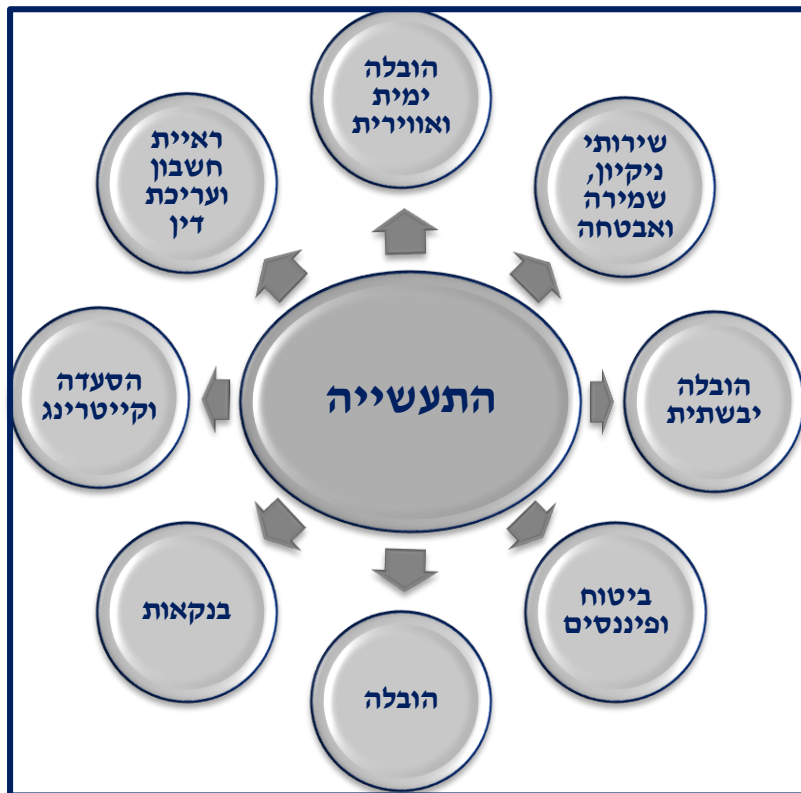 הובלה
ימית
ואווירית
שירותי
ניקיון,
שמירה
ואבטחה
הובלה
יבשתית
ביטוח
ופיננסים
הובלה
בנקאות
הסעדה
וקייטרינג
ראיית
חשבון
ועריכת
דין
התעשייה